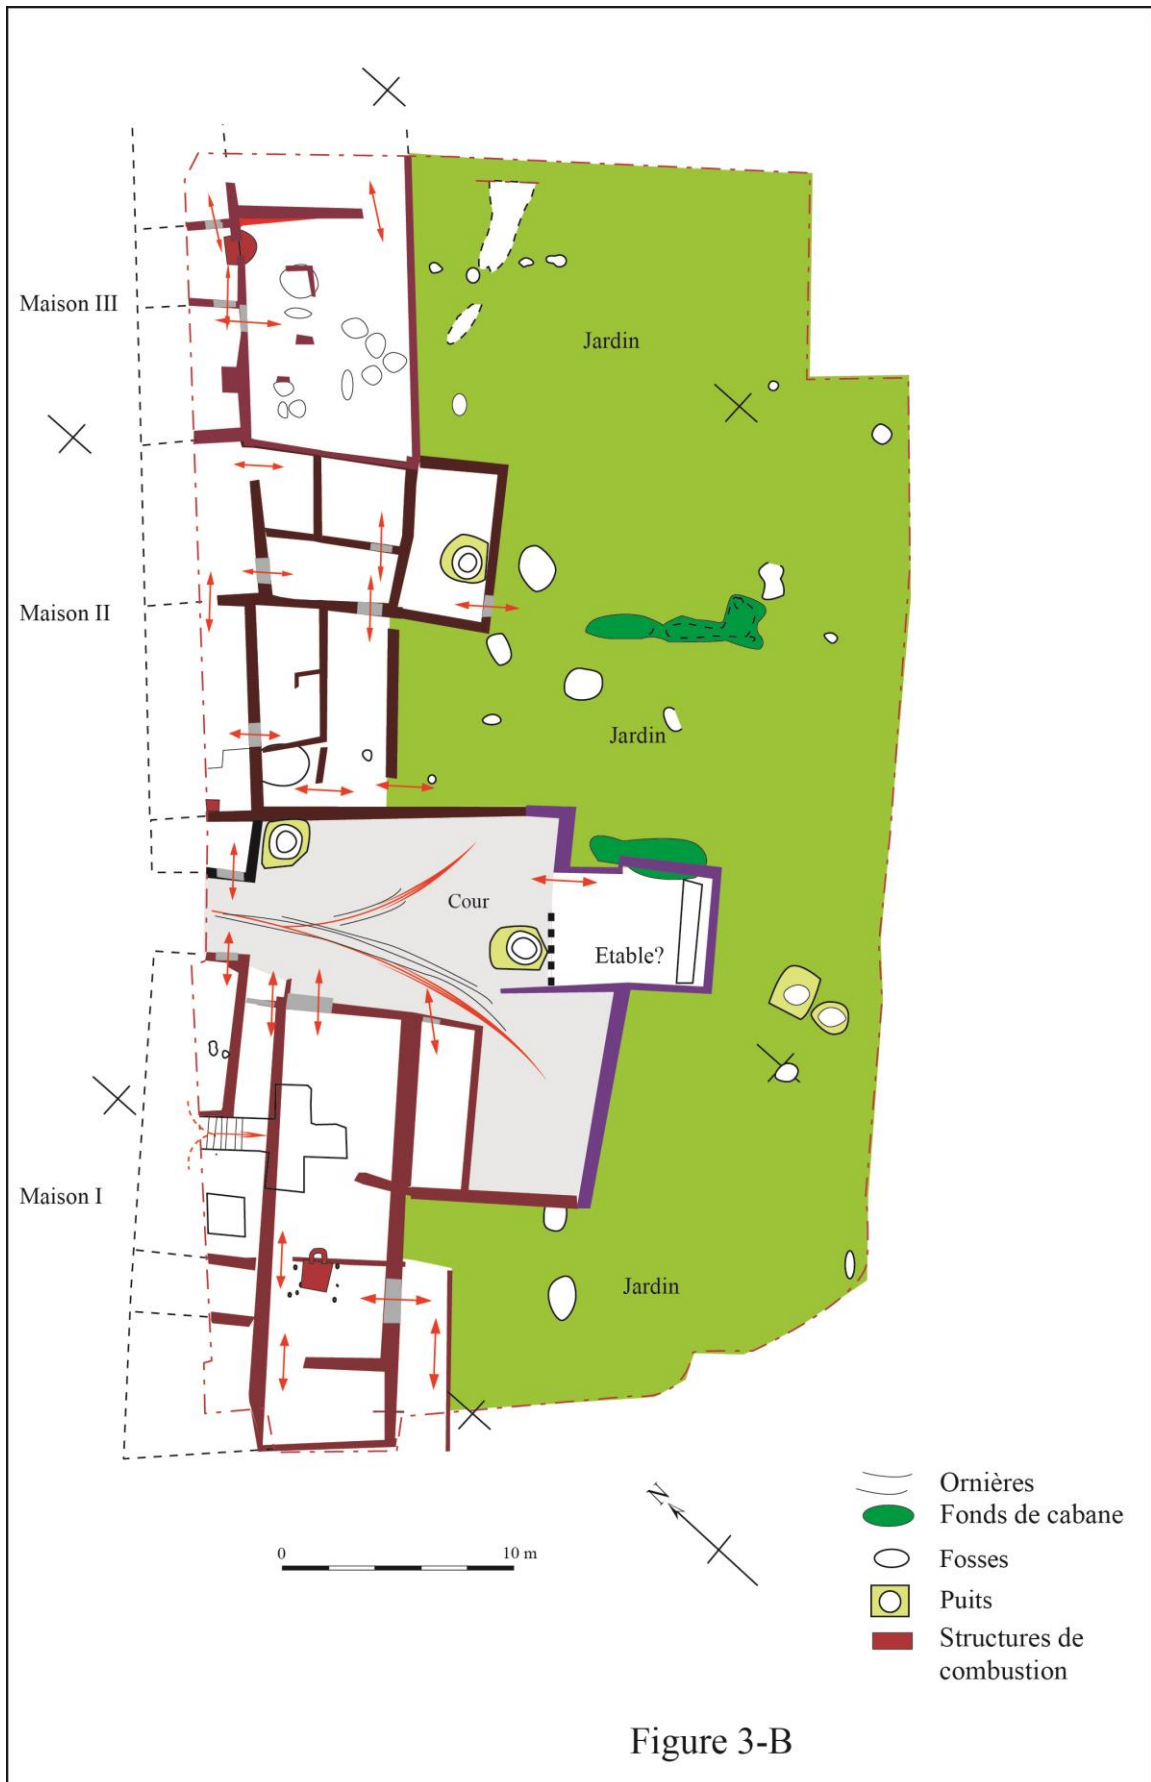 Maison III
Jardin
Maison II
Jardin
Cour
Etable?
Maison I
Jardin
N
0
10 m
Ornières
Fonds de cabane
Fosses
Puits
Structures de
combustion
Figure 3-B